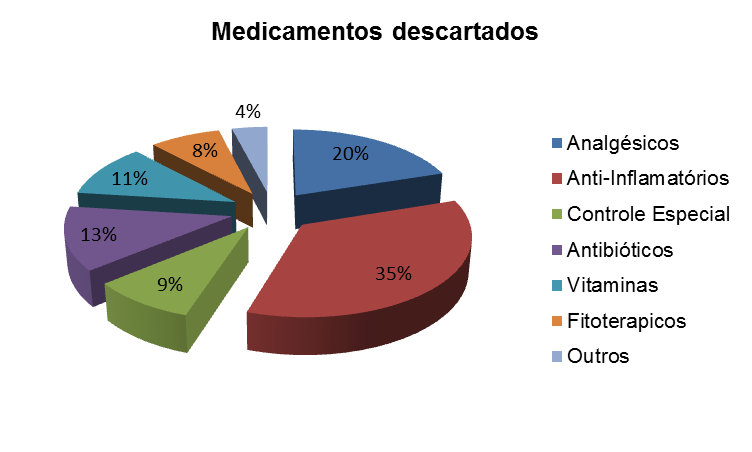 Medicamentos descartados
4%
20%
8%
11%
13%
35%
9%
Analgésicos
Anti-Inflamatórios
Controle Especial
Antibióticos
Vitaminas
Fitoterapicos
Outros